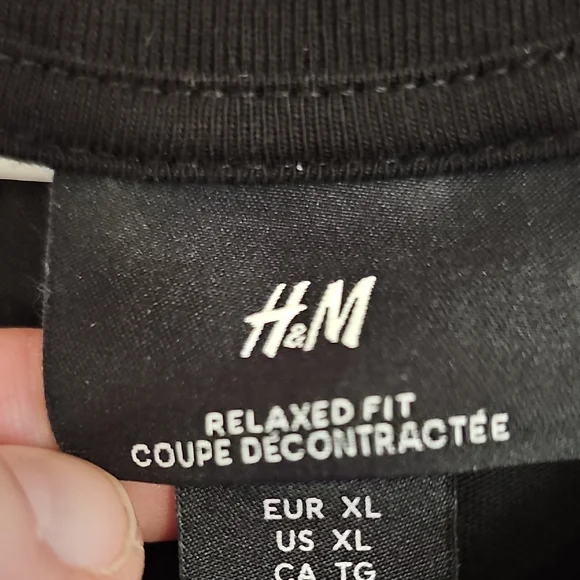 H&M
RELAXED FIT
COUPE DÉCONTRACTÉE
EUR XL
US XL
CA TG